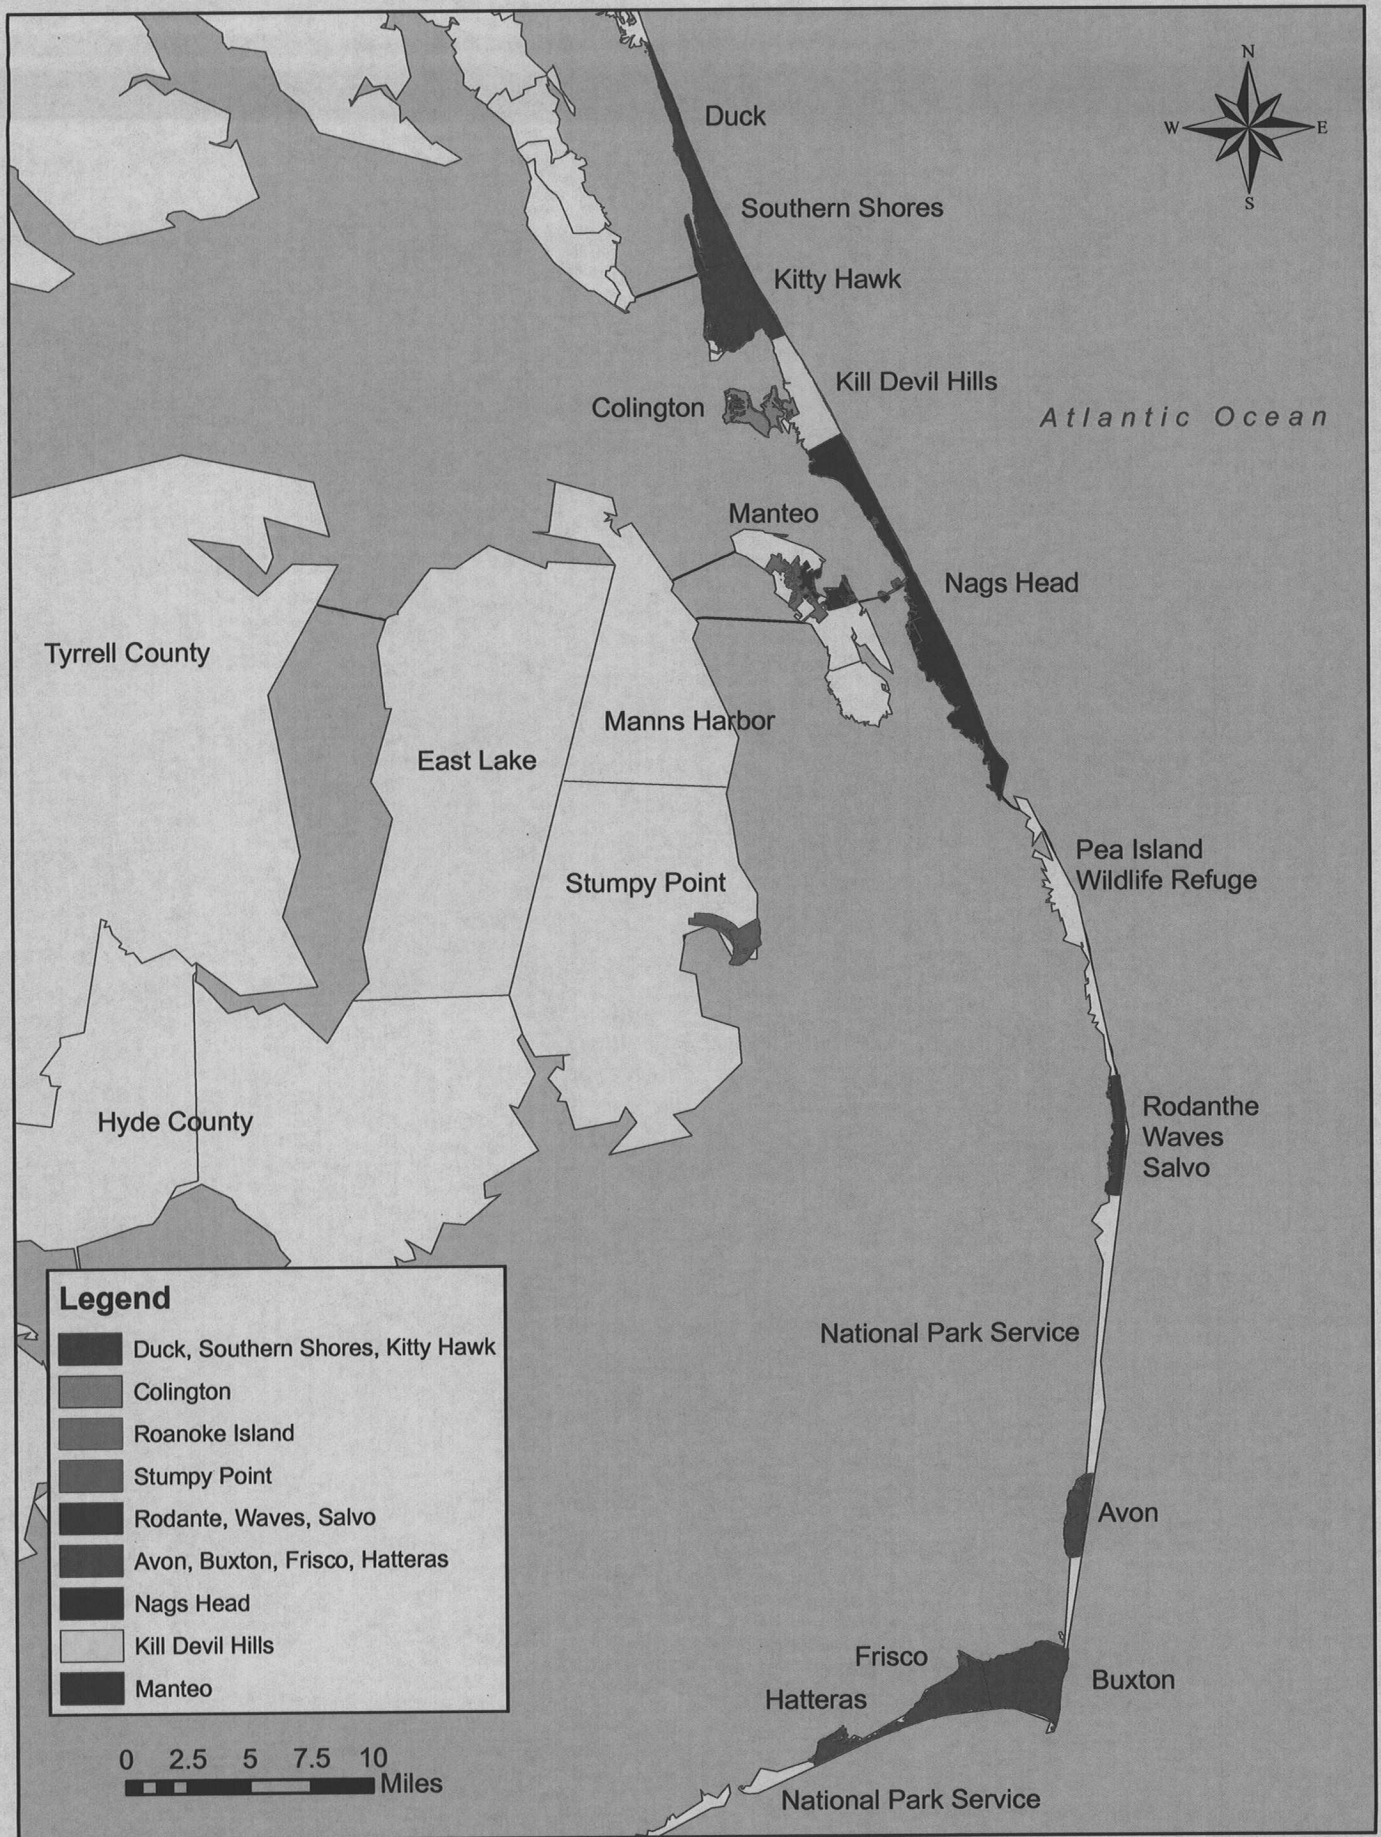 N
W E
S
Duck
Southern Shores
Kitty Hawk
Kill Devil Hills
Colington
Atlantic Ocean
Manteo
Nags Head
Tyrrell County
Manns Harbor
East Lake
Pea Island
Wildlife Refuge
Stumpy Point
Rodanthe
Waves
Salvo
Hyde County
National Park Service
Avon
Frisco
Buxton
Hatteras
National Park Service
Legend
Duck, Southern Shores, Kitty Hawk
Colington
Roanoke Island
Stumpy Point
Rodante, Waves, Salvo
Avon, Buxton, Frisco, Hatteras
Nags Head
Kill Devil Hills
Manteo
0 2.5 5 7.5 10
Miles